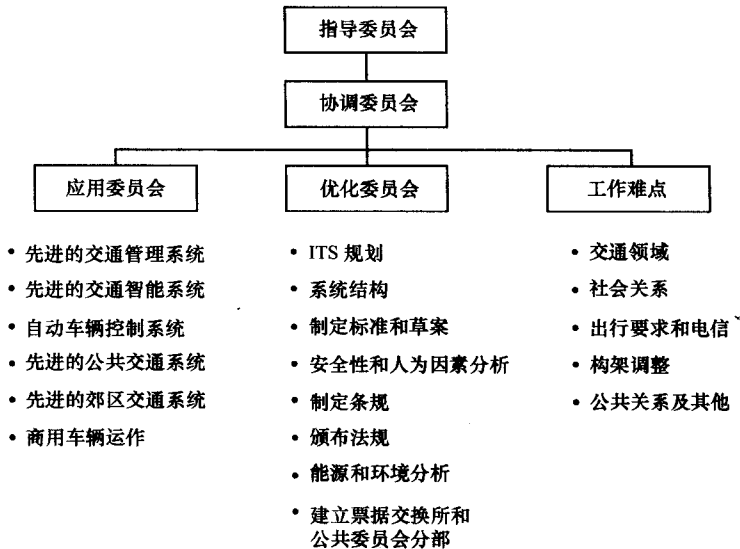 指导委员会
协调委员会
应用委员会
优化委员会
工作难点
• 先进的交通管理系统
• 先进的交通智能系统
• 自动车辆控制系统
• 先进的公共交通系统
• 先进的郊区交通系统
• 商用车辆运作
• ITS 规划
• 系统结构
• 制定标准和草案
• 安全性和人为因素分析
• 制定条规
• 颁布法规
• 能源和环境分析
• 建立票据交换所和
公共委员会分部
• 交通领域
• 社会关系
• 出行要求和电信
• 构架调整
• 公共关系及其他